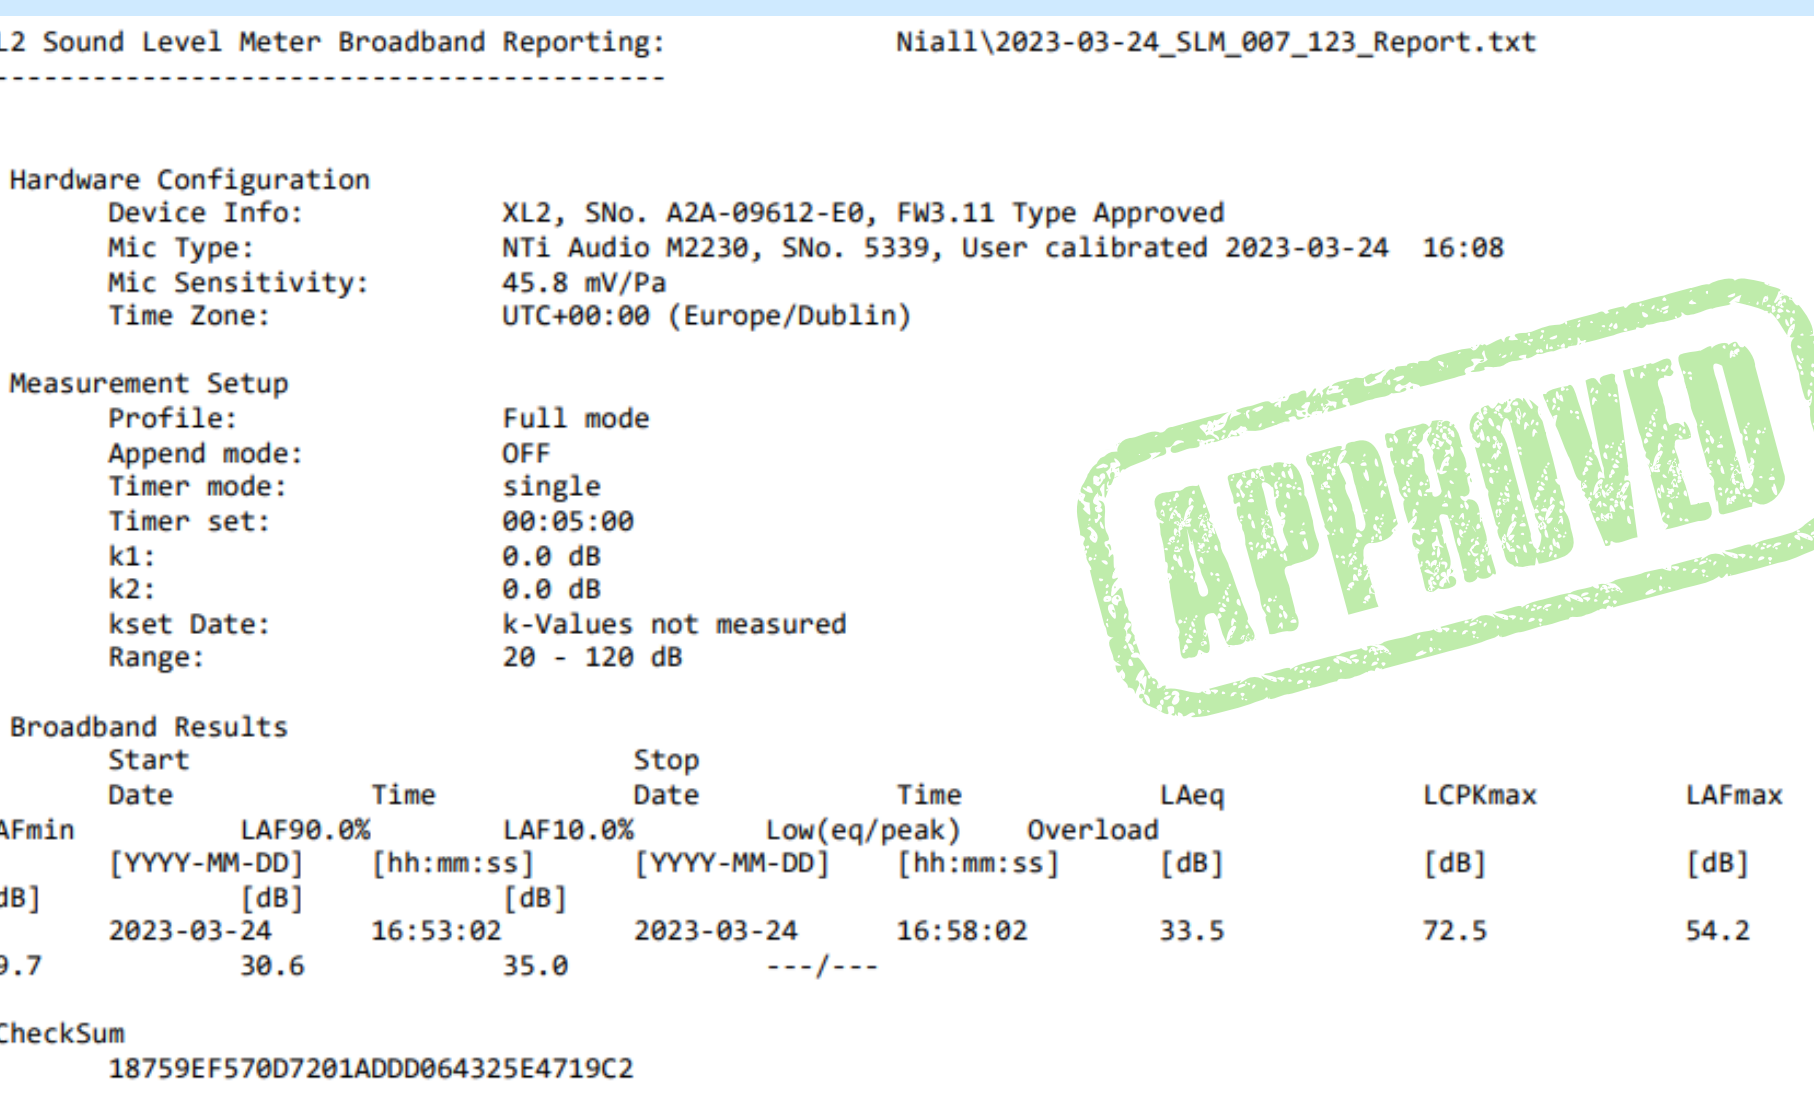 L2 Sound Level Meter Broadband Reporting: Niall\2023-03-24_SLM_007_123_Report.txt
-----------------------------------------
Hardware Configuration
Device Info: XL2, SNo. A2A-09612-E0, FW3.11 Type Approved
Mic Type: NTi Audio M2230, SNo. 5339, User calibrated 2023-03-24 16:08
Mic Sensitivity: 45.8 mV/Pa
Time Zone: UTC+00:00 (Europe/Dublin)
Measurement Setup
Profile: Full mode
Append mode: OFF
Timer mode: single
Timer set: 00:05:00
k1: 0.0 dB
k2: 0.0 dB
kset Date: k-Values not measured
Range: 20 - 120 dB
APPROVED
Broadband Results
Start Stop
Date Time Date Time LAeq LCPKmax LAFmax
AFmin LAF90.0% LAF10.0% Low(eq/peak) Overload
[YYYY-MM-DD] [hh:mm:ss] [YYYY-MM-DD] [hh:mm:ss] [dB] [dB] [dB]
dB] [dB] [dB]
2023-03-24 16:53:02 2023-03-24 16:58:02 33.5 72.5 54.2
9.7 30.6 35.0 ---/---
CheckSum
18759EF570D7201ADDD064325E4719C2